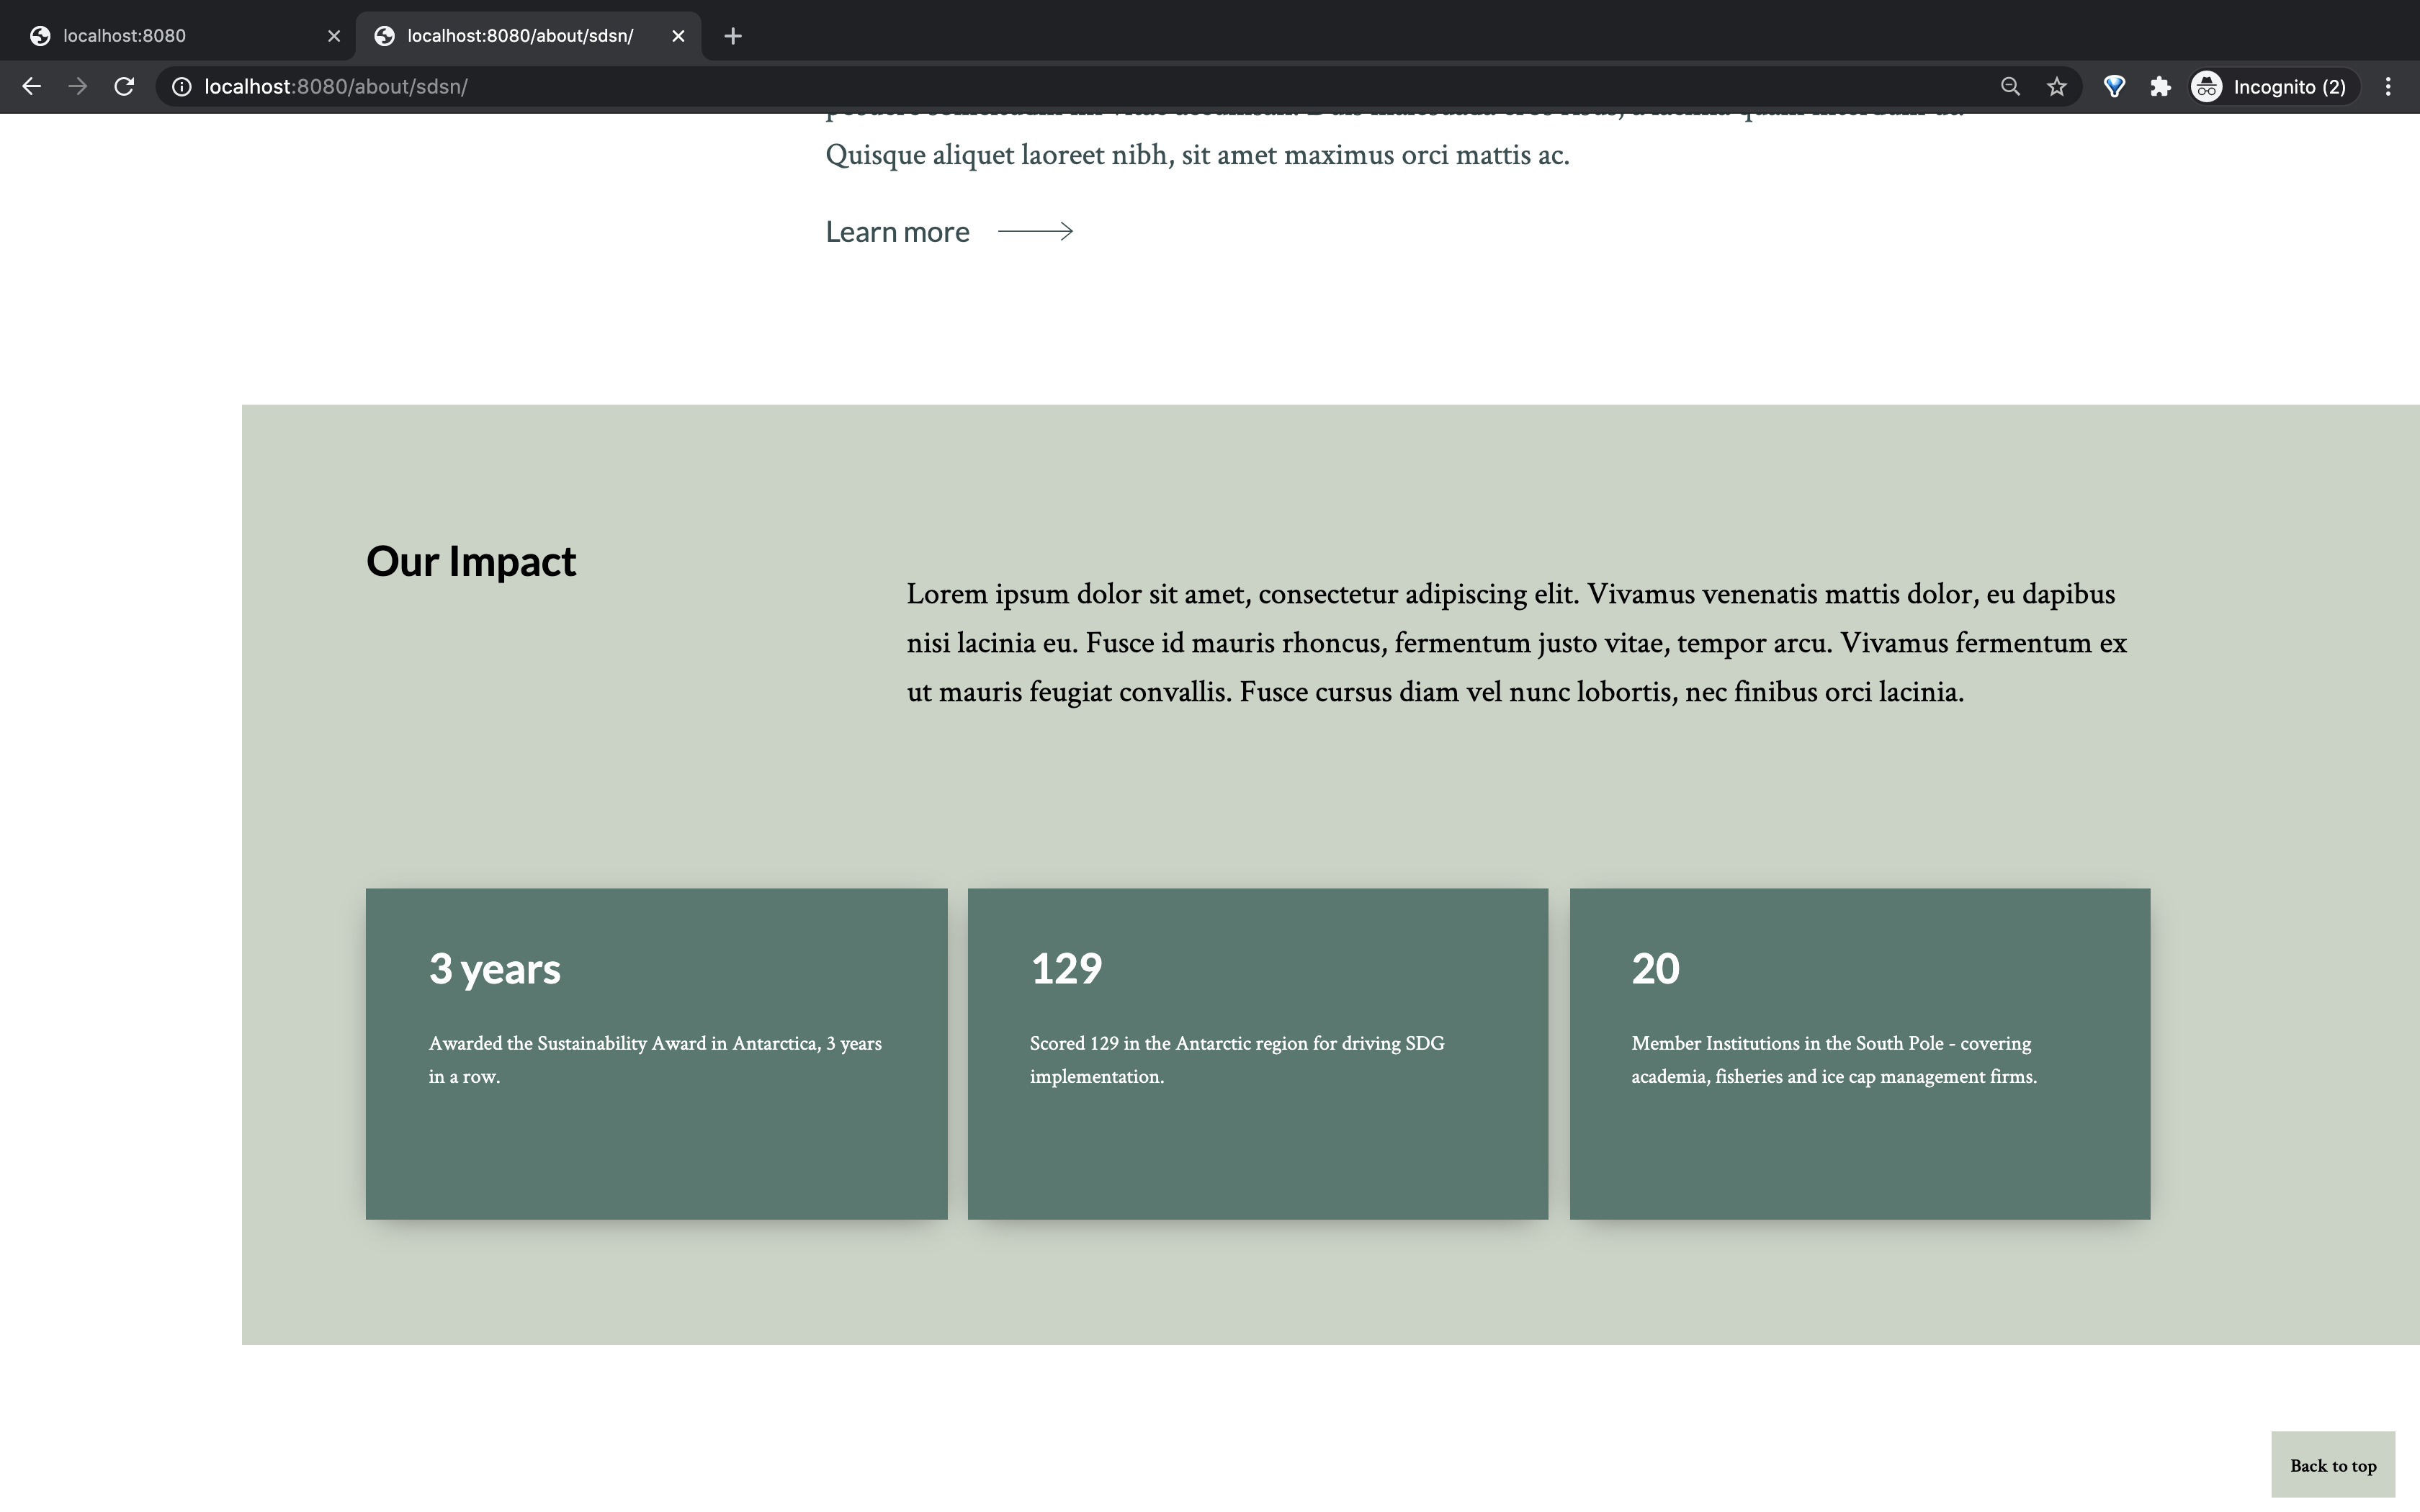 localhost:8080
localhost:8080/about/sdsn/
localhost:8080/about/sdsn/
Incognito (2)
Quisque aliquet laoreet nibh, sit amet maximus orci mattis ac.
Learn more
Our Impact
Lorem ipsum dolor sit amet, consectetur adipiscing elit. Vivamus venenatis mattis dolor, eu dapibus
nisi lacinia eu. Fusce id mauris rhoncus, fermentum justo vitae, tempor arcu. Vivamus fermentum ex
ut mauris feugiat convallis. Fusce cursus diam vel nunc lobortis, nec finibus orci lacinia.
3 years
Awarded the Sustainability Award in Antarctica, 3 years
in a row.
129
Scored 129 in the Antarctic region for driving SDG
implementation.
20
Member Institutions in the South Pole - covering
academia, fisheries and ice cap management firms.
Back to top